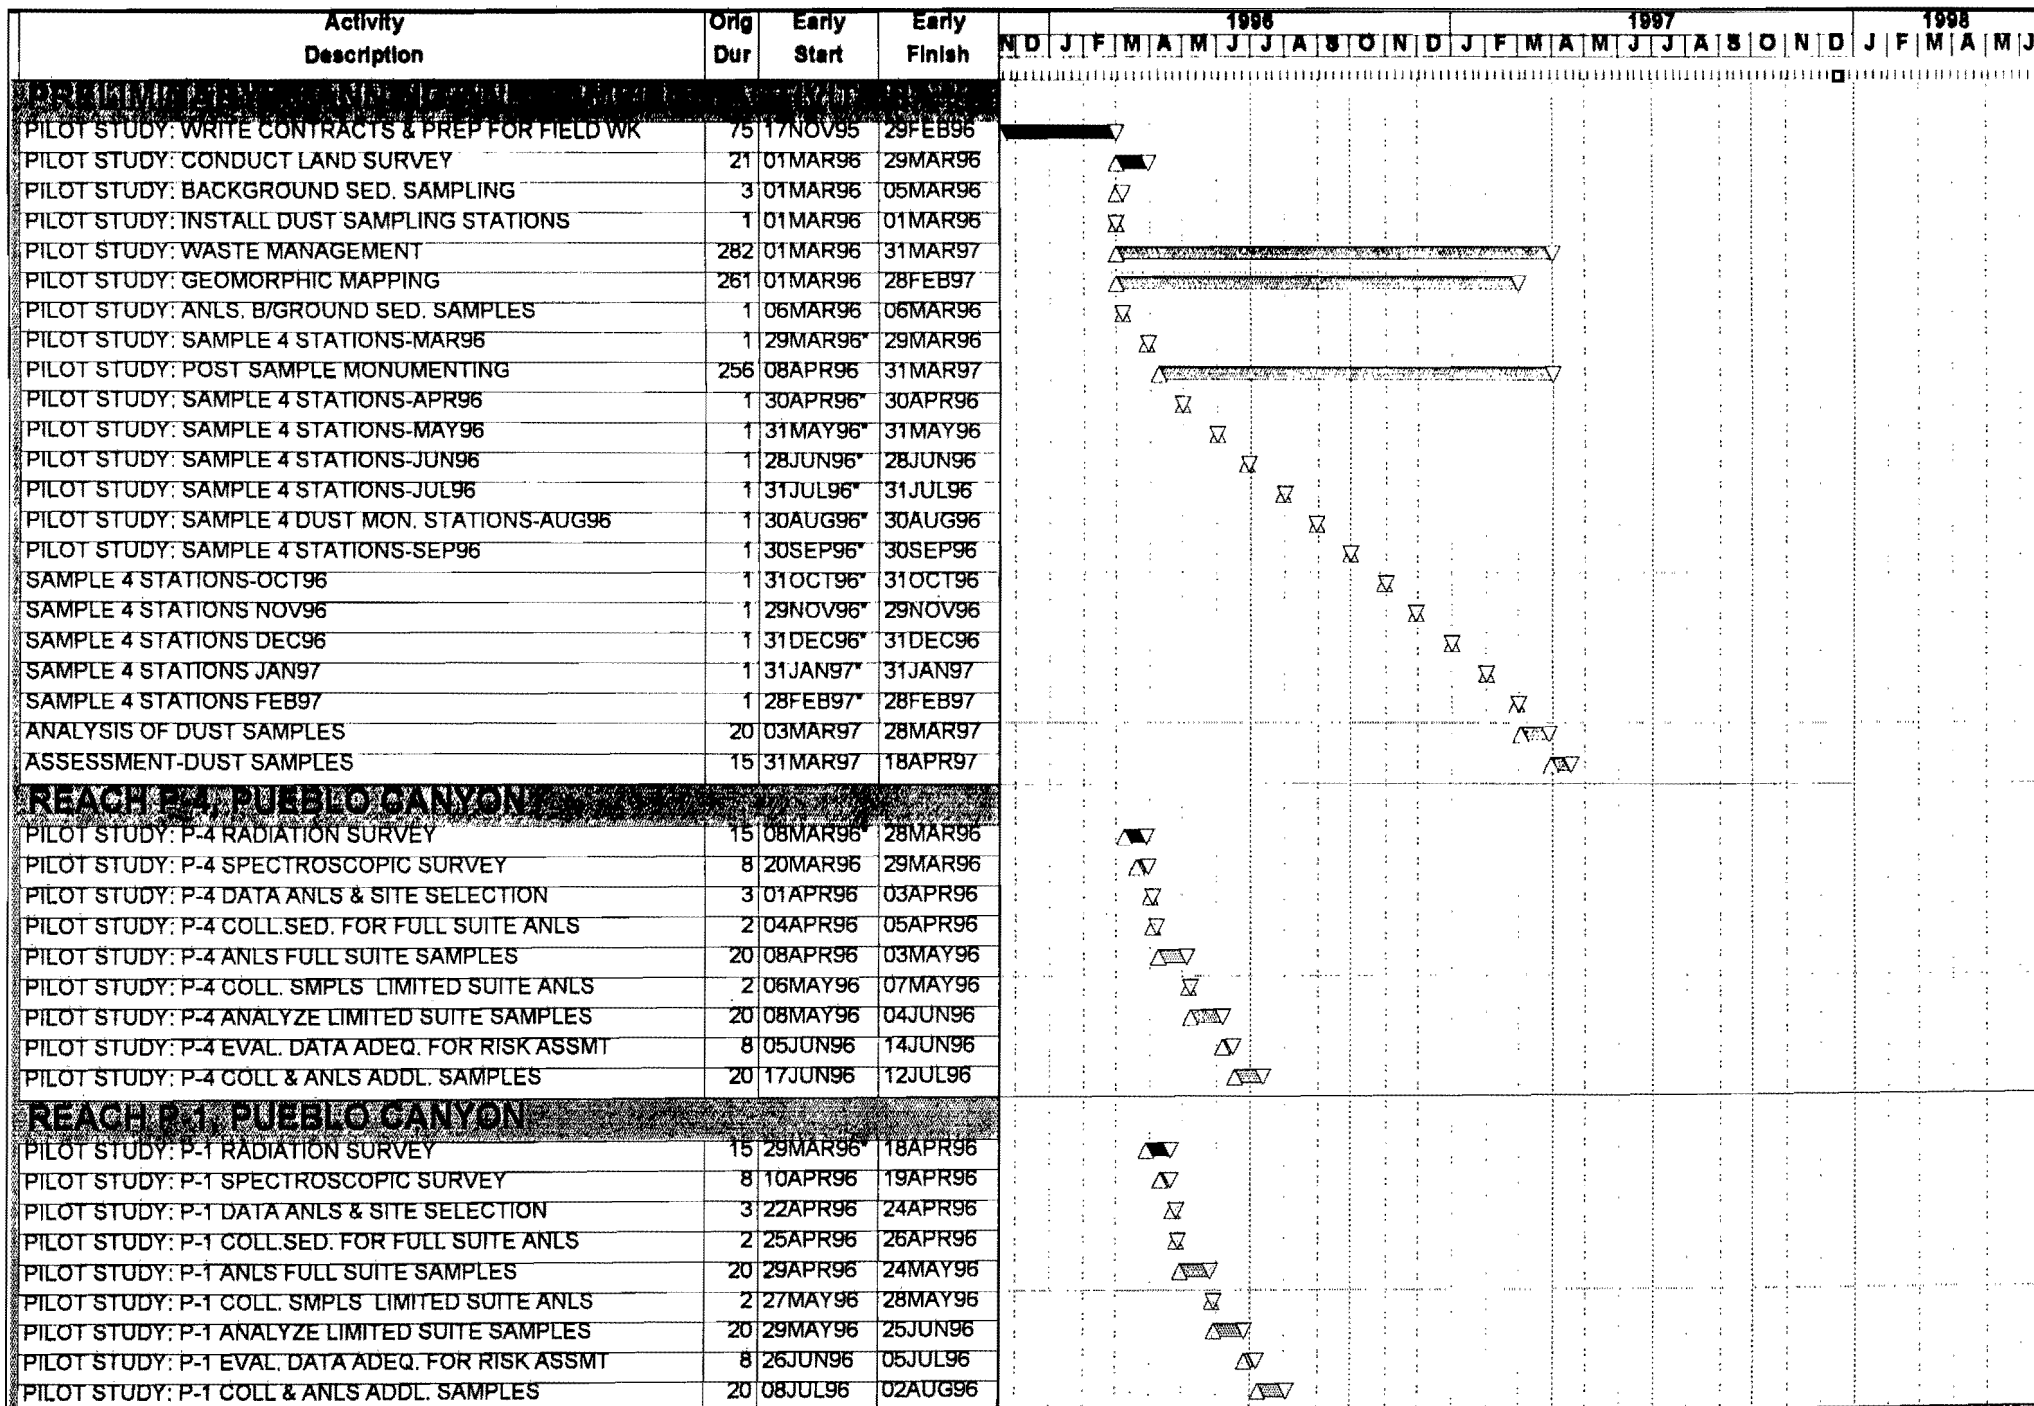 Activity Orig Early Early 1996 1997 1998
Description Dur Start Finish N D J F M A M J J A S O N D J F M A M J J A S O N D J F M A M J
PILOT STUDY: WRITE CONTRACTS & PREP FOR FIELD WK 75 17NOV95 29FEB96
PILOT STUDY: CONDUCT LAND SURVEY 21 01MAR96 29MAR96
PILOT STUDY: BACKGROUND SED. SAMPLING 3 01MAR96 05MAR96
PILOT STUDY: INSTALL DUST SAMPLING STATIONS 1 01MAR96 01MAR96
PILOT STUDY: WASTE MANAGEMENT 282 01MAR96 31MAR97
PILOT STUDY: GEOMORPHIC MAPPING 261 01MAR96 28FEB97
PILOT STUDY: ANLS. B/GROUND SED. SAMPLES 1 06MAR96 06MAR96
PILOT STUDY: SAMPLE 4 STATIONS-MAR96 1 29MAR96* 29MAR96
PILOT STUDY: POST SAMPLE MONUMENTING 256 08APR96 31MAR97
PILOT STUDY: SAMPLE 4 STATIONS-APR96 1 30APR96* 30APR96
PILOT STUDY: SAMPLE 4 STATIONS-MAY96 1 31MAY96* 31MAY96
PILOT STUDY: SAMPLE 4 STATIONS-JUN96 1 28JUN96* 28JUN96
PILOT STUDY: SAMPLE 4 STATIONS-JUL96 1 31JUL96* 31JUL96
PILOT STUDY: SAMPLE 4 DUST MON. STATIONS-AUG96 1 30AUG96* 30AUG96
PILOT STUDY: SAMPLE 4 STATIONS-SEP96 1 30SEP96* 30SEP96
SAMPLE 4 STATIONS-OCT96 1 31OCT96* 31OCT96
SAMPLE 4 STATIONS NOV96 1 29NOV96* 29NOV96
SAMPLE 4 STATIONS DEC96 1 31DEC96* 31DEC96
SAMPLE 4 STATIONS JAN97 1 31JAN97* 31JAN97
SAMPLE 4 STATIONS FEB97 1 28FEB97* 28FEB97
ANALYSIS OF DUST SAMPLES 20 03MAR97 28MAR97
ASSESSMENT-DUST SAMPLES 15 31MAR97 18APR97
REACH P-4, PUEBLO CANYON
PILOT STUDY: P-4 RADIATION SURVEY 15 08MAR96* 28MAR96
PILOT STUDY: P-4 SPECTROSCOPIC SURVEY 8 20MAR96 29MAR96
PILOT STUDY: P-4 DATA ANLS & SITE SELECTION 3 01APR96 03APR96
PILOT STUDY: P-4 COLL.SED. FOR FULL SUITE ANLS 2 04APR96 05APR96
PILOT STUDY: P-4 ANLS FULL SUITE SAMPLES 20 08APR96 03MAY96
PILOT STUDY: P-4 COLL. SMPLS LIMITED SUITE ANLS 2 06MAY96 07MAY96
PILOT STUDY: P-4 ANALYZE LIMITED SUITE SAMPLES 20 08MAY96 04JUN96
PILOT STUDY: P-4 EVAL. DATA ADEQ. FOR RISK ASSMT 8 05JUN96 14JUN96
PILOT STUDY: P-4 COLL & ANLS ADDL. SAMPLES 20 17JUN96 12JUL96
REACH P-1, PUEBLO CANYON
PILOT STUDY: P-1 RADIATION SURVEY 15 29MAR96* 18APR96
PILOT STUDY: P-1 SPECTROSCOPIC SURVEY 8 10APR96 19APR96
PILOT STUDY: P-1 DATA ANLS & SITE SELECTION 3 22APR96 24APR96
PILOT STUDY: P-1 COLL.SED. FOR FULL SUITE ANLS 2 25APR96 26APR96
PILOT STUDY: P-1 ANLS FULL SUITE SAMPLES 20 29APR96 24MAY96
PILOT STUDY: P-1 COLL. SMPLS LIMITED SUITE ANLS 2 27MAY96 28MAY96
PILOT STUDY: P-1 ANALYZE LIMITED SUITE SAMPLES 20 29MAY96 25JUN96
PILOT STUDY: P-1 EVAL. DATA ADEQ. FOR RISK ASSMT 8 26JUN96 05JUL96
PILOT STUDY: P-1 COLL & ANLS ADDL. SAMPLES 20 08JUL96 02AUG96